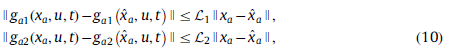 ‖g_{a1}(x_a, u, t) − g_{a1}(x̂_a, u, t)‖ ≤ ℒ_1‖x_a − x̂_a‖,
‖g_{a2}(x_a, u, t) − g_{a2}(x̂_a, u, t)‖ ≤ ℒ_2‖x_a − x̂_a‖, (10)